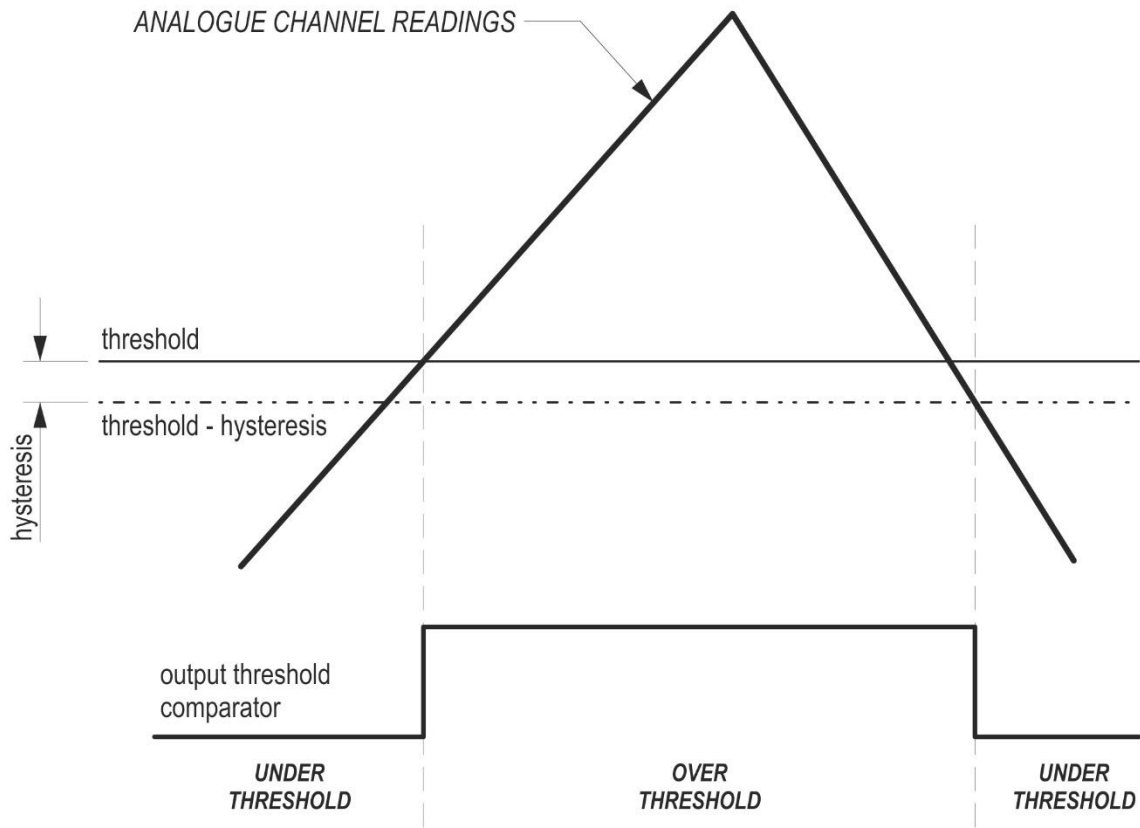 ANALOGUE CHANNEL READINGS
threshold
threshold - hysteresis
hysteresis
output threshold
comparator
UNDER
THRESHOLD
OVER
THRESHOLD
UNDER
THRESHOLD